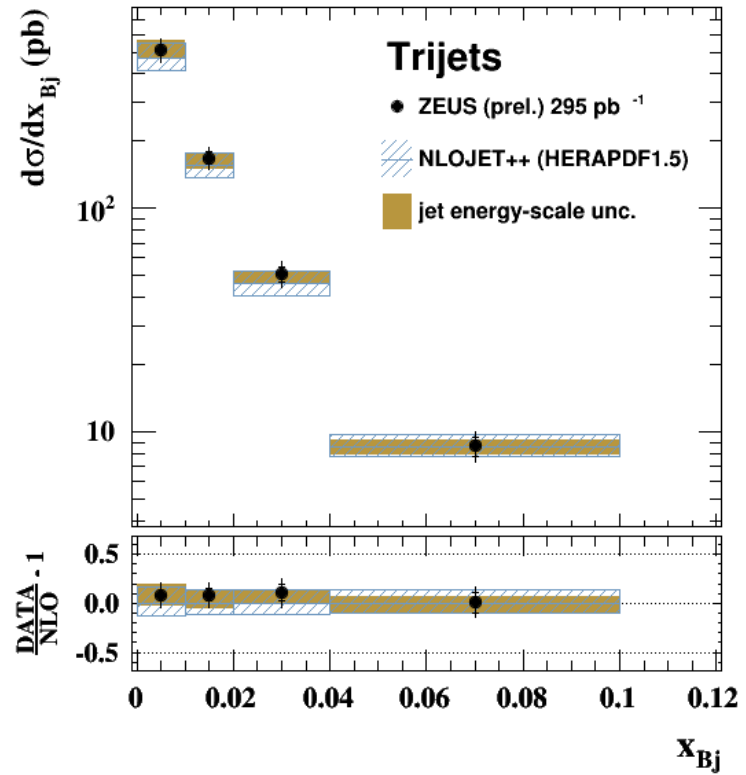 Trijets
ZEUS (prel.) 295 pb -1
NLOJET++ (HERAPDF1.5)
jet energy-scale unc.
dσ/dx_Bj (pb)
10²
10
DATA/NLO - 1
0.5
0.0
-0.5
0 0.02 0.04 0.06 0.08 0.1 0.12
x_Bj